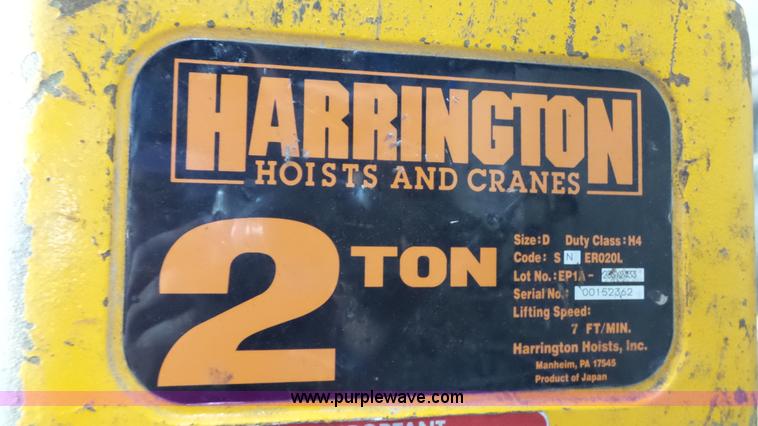 HARRINGTON
HOISTS AND CRANES
2 TON
Size: D Duty Class: H4
Code: S N ER020L
Lot No.: EP1A-
Serial No.: 00152362
Lifting Speed:
7 FT/MIN.
Harrington Hoists, Inc.
Manheim, PA 17545
Product of Japan
www.purplewave.com